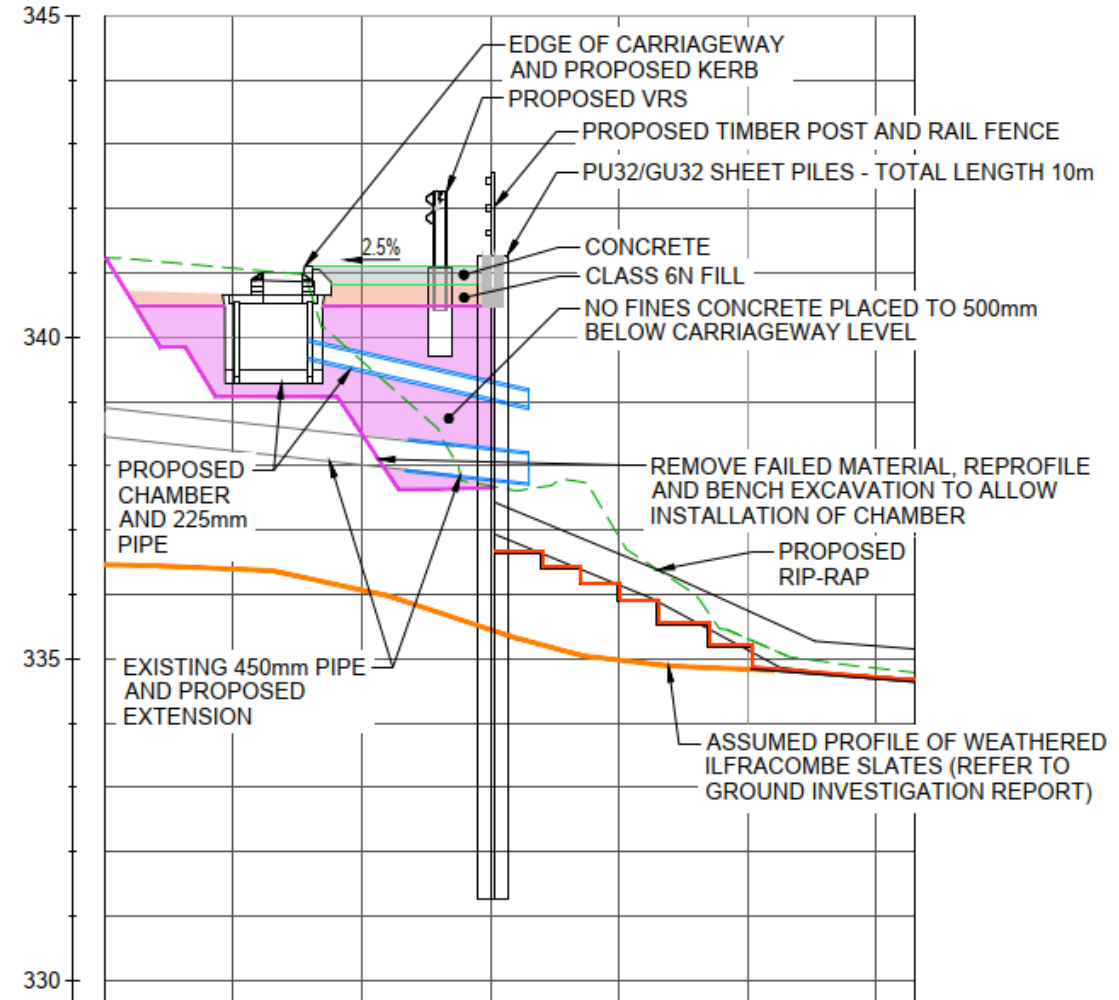 345
EDGE OF CARRIAGEWAY
AND PROPOSED KERB
PROPOSED VRS
PROPOSED TIMBER POST AND RAIL FENCE
PU32/GU32 SHEET PILES - TOTAL LENGTH 10m
2.5%
CONCRETE
CLASS 6N FILL
NO FINES CONCRETE PLACED TO 500mm
BELOW CARRIAGEWAY LEVEL
340
PROPOSED
CHAMBER
AND 225mm
PIPE
REMOVE FAILED MATERIAL, REPROFILE
AND BENCH EXCAVATION TO ALLOW
INSTALLATION OF CHAMBER
PROPOSED
RIP-RAP
335
EXISTING 450mm PIPE
AND PROPOSED
EXTENSION
ASSUMED PROFILE OF WEATHERED
ILFRACOMBE SLATES (REFER TO
GROUND INVESTIGATION REPORT)
330